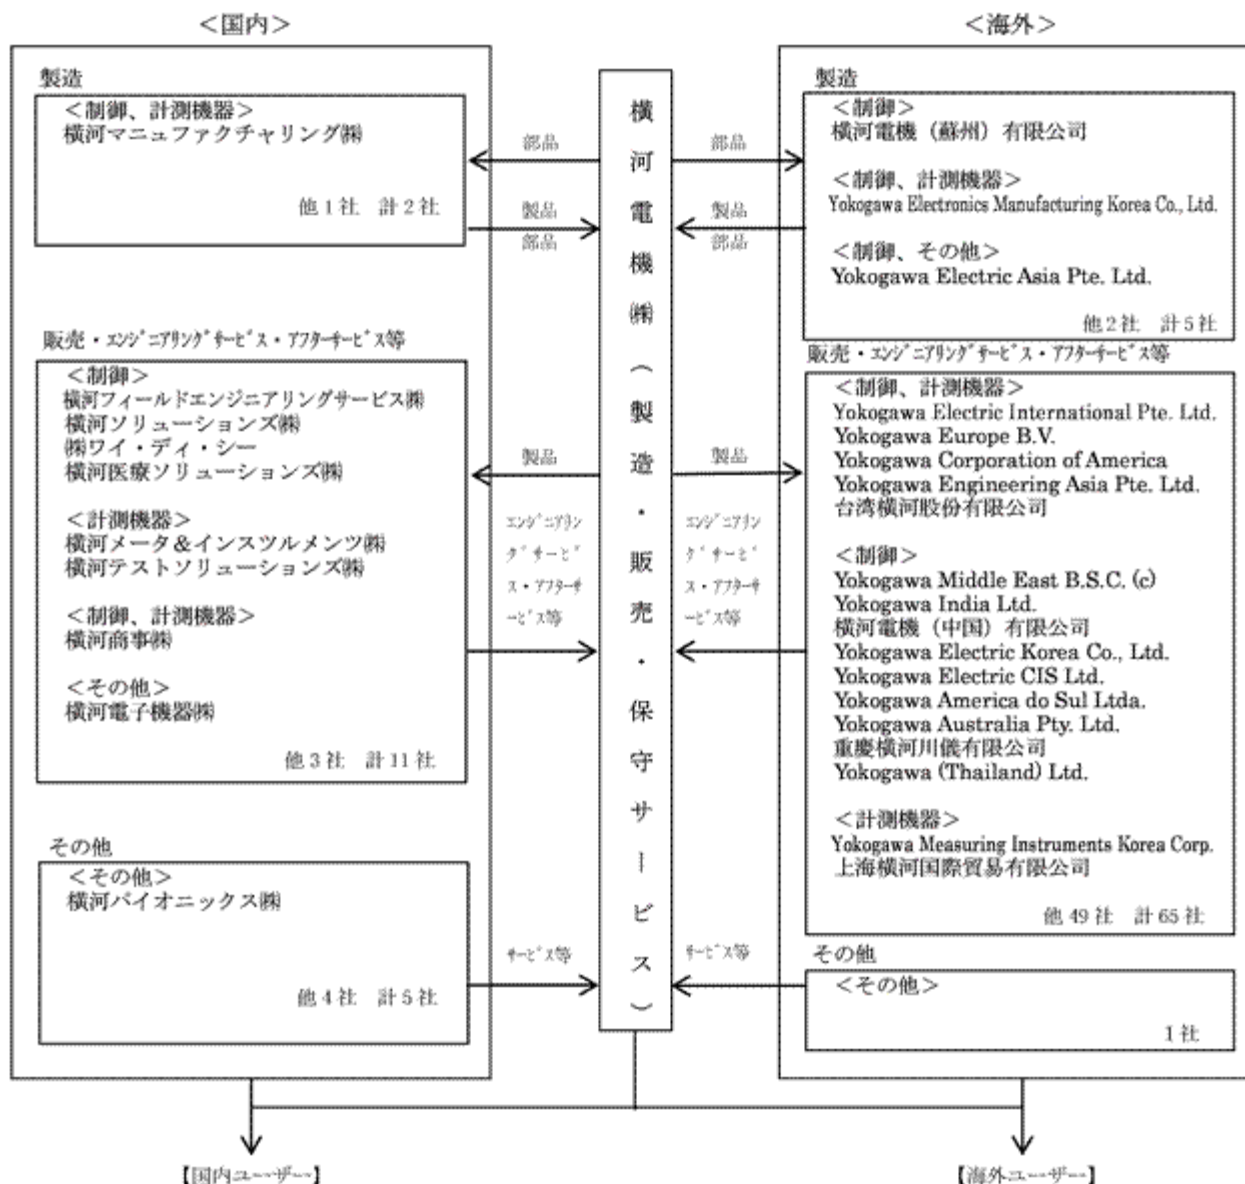 ＜国内＞
製造
＜制御、計測機器＞
横河マニュファクチャリング㈱
他1社 計2社
販売・ｴﾝｼﾞﾆｱﾘﾝｸﾞｻｰﾋﾞｽ・ｱﾌﾀｰｻｰﾋﾞｽ等
＜制御＞
横河フィールドエンジニアリングサービス㈱
横河ソリューションズ㈱
㈱ワイ・ディ・シー
横河医療ソリューションズ㈱
＜計測機器＞
横河メータ＆インスツルメンツ㈱
横河テストソリューションズ㈱
＜制御、計測機器＞
横河商事㈱
＜その他＞
横河電子機器㈱
他3社 計11社
その他
＜その他＞
横河パイオニックス㈱
他4社 計5社
部品
製品
部品
製品
ｴﾝｼﾞﾆｱﾘﾝ
ｸﾞｻｰﾋﾞ
ｽ・ｱﾌﾀｰｻ
ｰﾋﾞｽ等
ｻｰﾋﾞｽ等
横河電機㈱（製造・販売・保守サービス）
部品
製品
部品
製品
ｴﾝｼﾞﾆｱﾘﾝ
ｸﾞｻｰﾋﾞ
ｽ・ｱﾌﾀｰｻ
ｰﾋﾞｽ等
ｻｰﾋﾞｽ等
＜海外＞
製造
＜制御＞
横河電機（蘇州）有限公司
＜制御、計測機器＞
Yokogawa Electronics Manufacturing Korea Co., Ltd.
＜制御、その他＞
Yokogawa Electric Asia Pte. Ltd.
他2社 計5社
販売・ｴﾝｼﾞﾆｱﾘﾝｸﾞｻｰﾋﾞｽ・ｱﾌﾀｰｻｰﾋﾞｽ等
＜制御、計測機器＞
Yokogawa Electric International Pte. Ltd.
Yokogawa Europe B.V.
Yokogawa Corporation of America
Yokogawa Engineering Asia Pte. Ltd.
台湾横河股份有限公司
＜制御＞
Yokogawa Middle East B.S.C. (c)
Yokogawa India Ltd.
横河電機（中国）有限公司
Yokogawa Electric Korea Co., Ltd.
Yokogawa Electric CIS Ltd.
Yokogawa America do Sul Ltda.
Yokogawa Australia Pty. Ltd.
重慶横河川儀有限公司
Yokogawa (Thailand) Ltd.
＜計測機器＞
Yokogawa Measuring Instruments Korea Corp.
上海横河国際貿易有限公司
他49社 計65社
その他
＜その他＞
1社
【国内ユーザー】
【海外ユーザー】